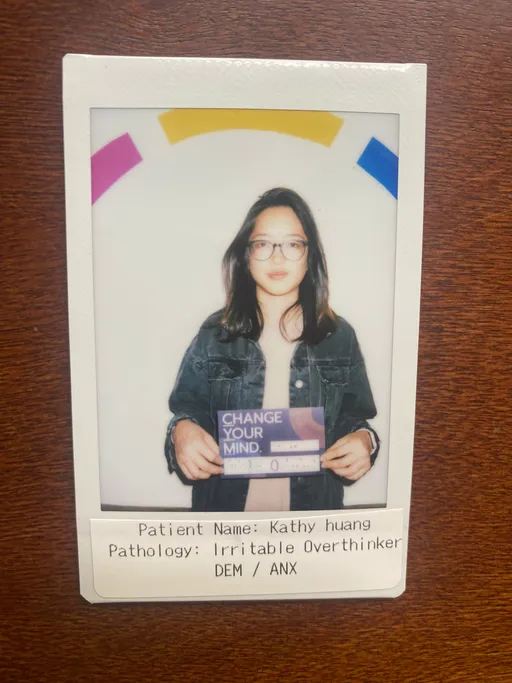 CHANGE
YOUR
MIND.
Patient Name: Kathy huang
Pathology: Irritable Overthinker
DEM / ANX